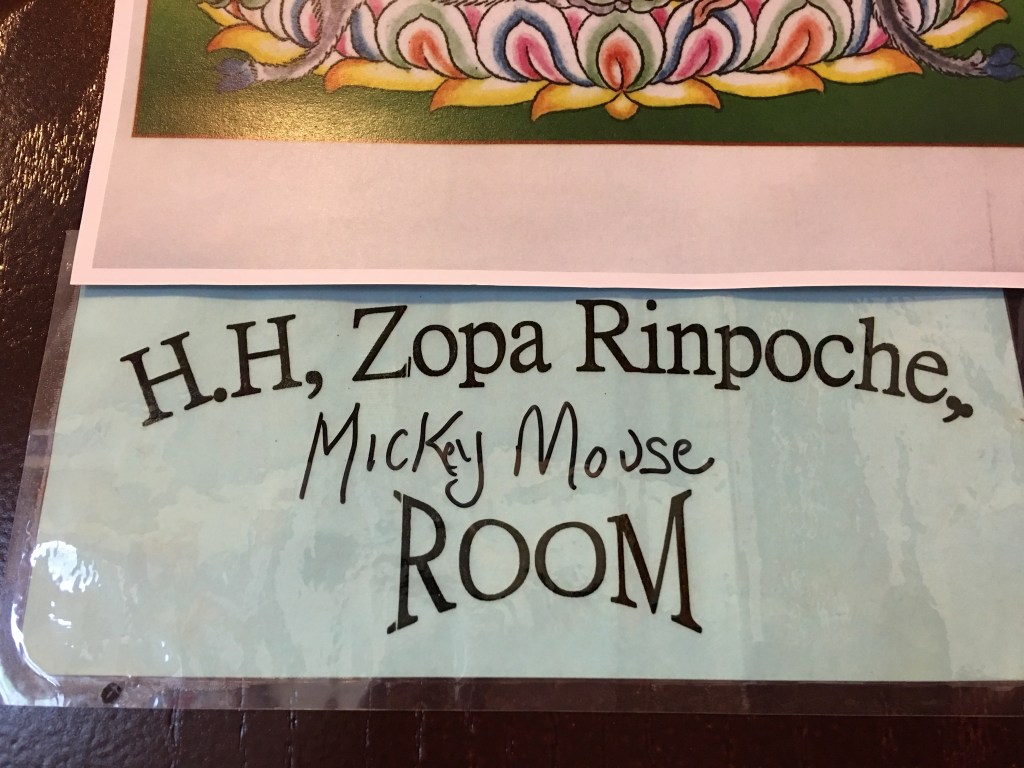 H.H, Zopa Rinpoche,,
Mickey Mouse
ROOM